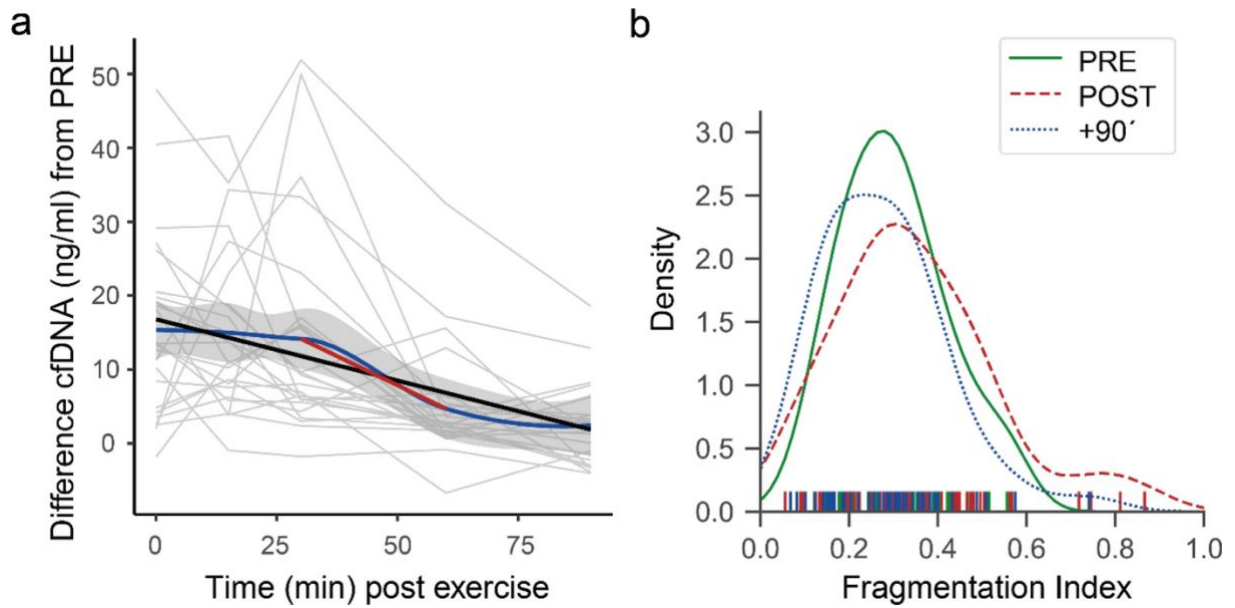 a
Difference cfDNA (ng/ml) from PRE
50
40
30
20
10
0
0 25 50 75
Time (min) post exercise
b
PRE
POST
+90´
Density
3.0
2.5
2.0
1.5
1.0
0.5
0.0
0.0 0.2 0.4 0.6 0.8 1.0
Fragmentation Index